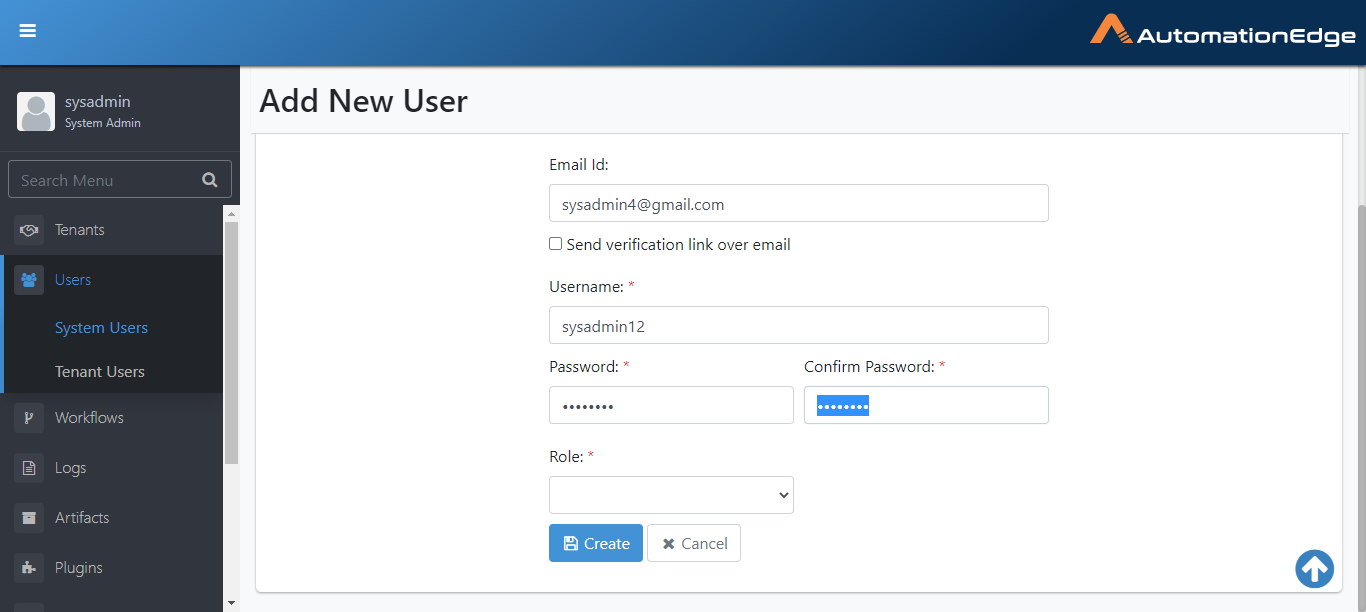 AutomationEdge
sysadmin
System Admin
Search Menu
Tenants
Users
System Users
Tenant Users
Workflows
Logs
Artifacts
Plugins
Add New User
Email Id:
sysadmin4@gmail.com
Send verification link over email
Username: *
sysadmin12
Password: * Confirm Password: *
•••••••• ••••••••
Role: *
Create Cancel